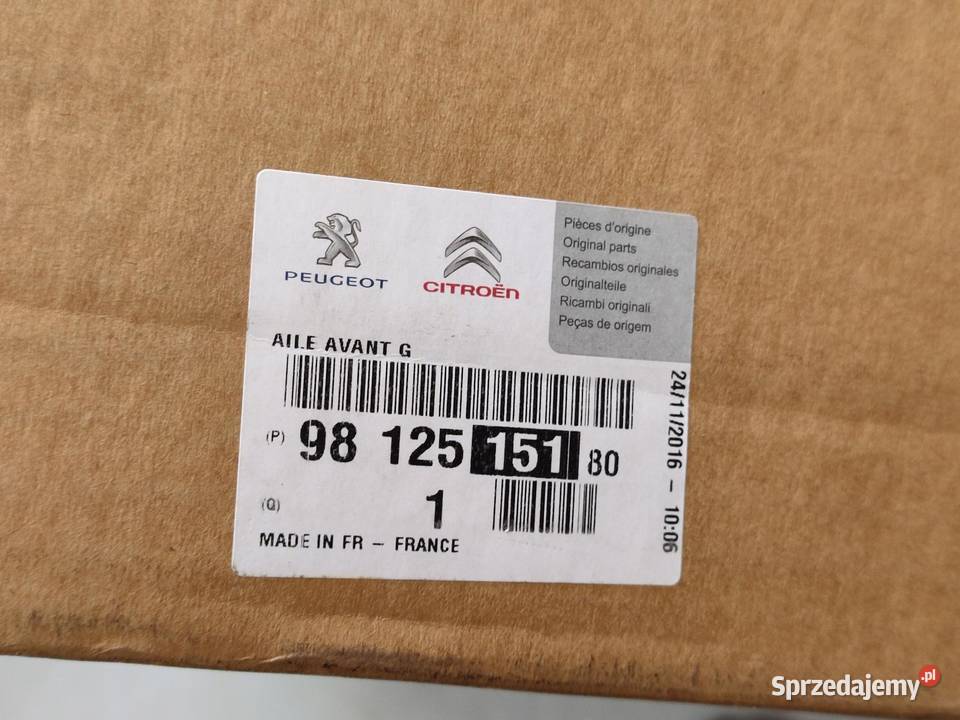 PEUGEOT
CITROËN
Pièces d'origine
Original parts
Recambios originales
Originalteile
Ricambi originali
Peças de origem
AILE AVANT G
(P) 98 125 151 80
(Q) 1
MADE IN FR – FRANCE
24/11/2016 – 10:06
Sprzedajemy.pl